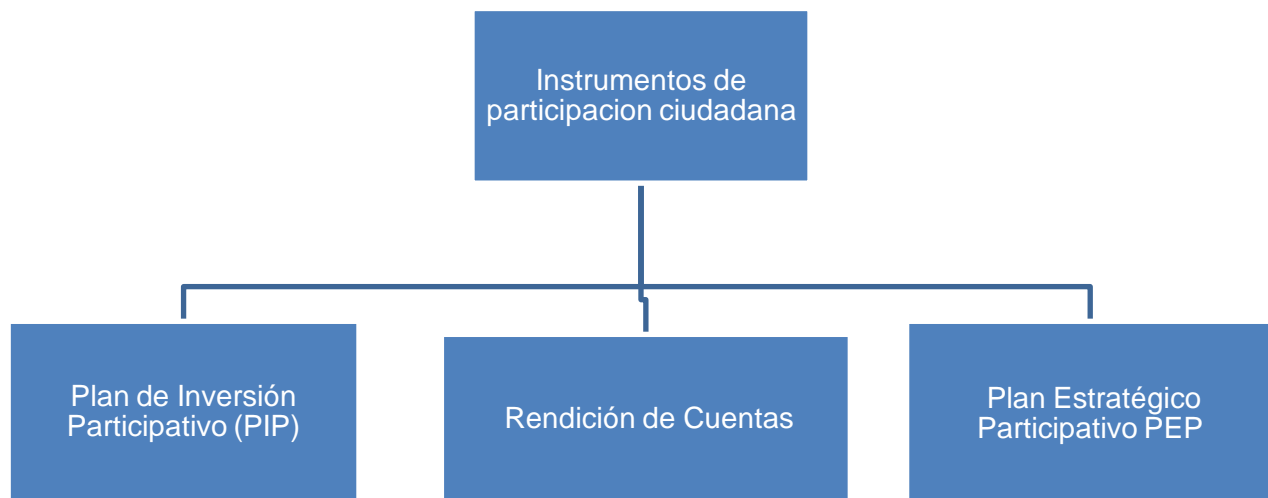 Instrumentos de
participacion ciudadana
Plan de Inversión
Participativo (PIP)
Rendición de Cuentas
Plan Estratégico
Participativo PEP